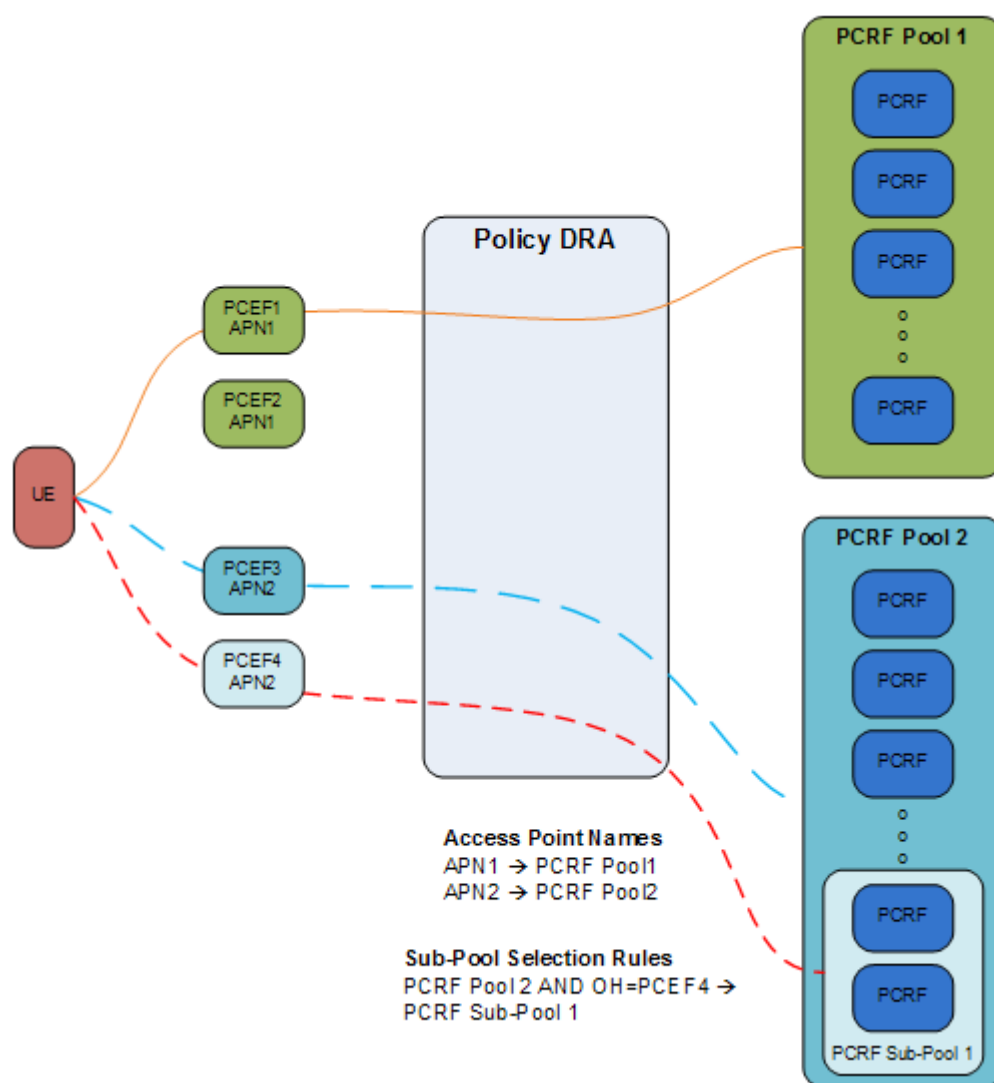 PCRF Pool 1
PCRF
PCRF
PCRF
o
o
o
PCRF
Policy DRA
PCEF1
APN1
PCEF2
APN1
UE
PCEF3
APN2
PCEF4
APN2
PCRF Pool 2
PCRF
PCRF
PCRF
o
o
o
PCRF
PCRF
PCRF Sub-Pool 1
Access Point Names
APN1 → PCRF Pool1
APN2 → PCRF Pool2
Sub-Pool Selection Rules
PCRF Pool 2 AND OH=PCEF4 →
PCRF Sub-Pool 1